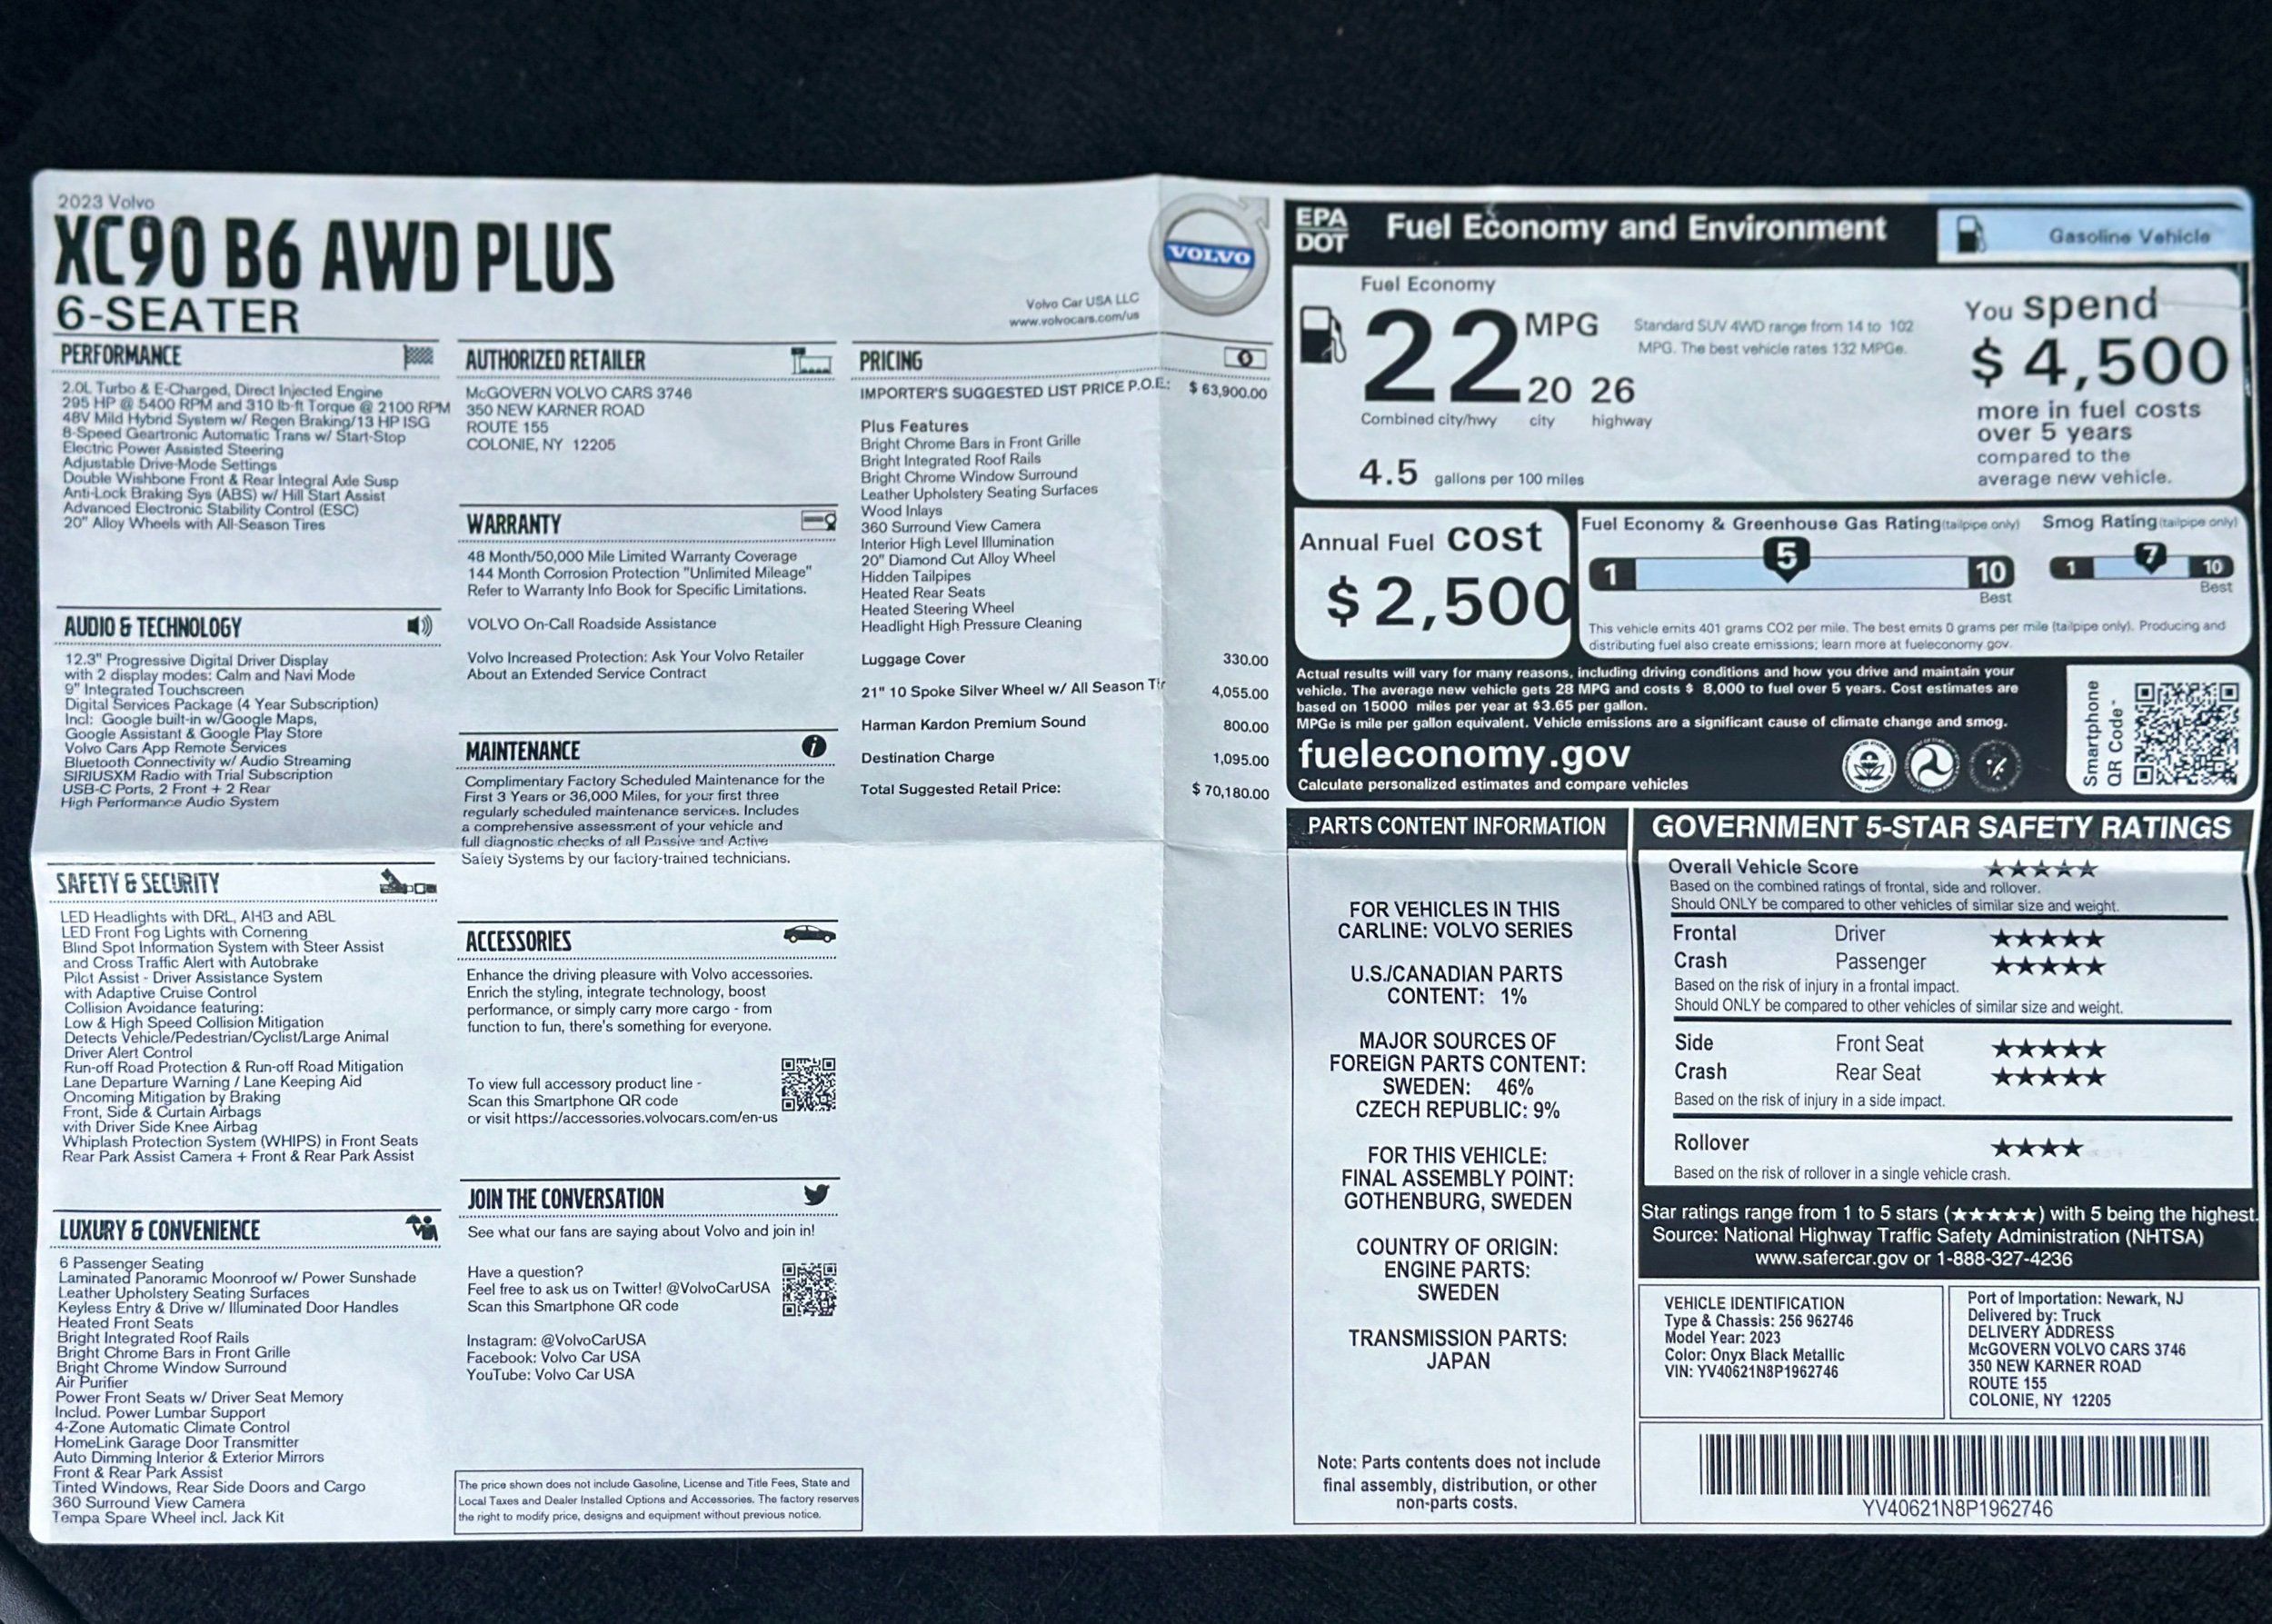 2023 Volvo
XC90 B6 AWD PLUS
6-SEATER
VOLVO
Volvo Car USA LLC
www.volvocars.com/us
PERFORMANCE
2.0L Turbo & E-Charged, Direct Injected Engine
295 HP @ 5400 RPM and 310 lb-ft Torque @ 2100 RPM
48V Mild Hybrid System w/ Regen Braking/13 HP ISG
8-Speed Geartronic Automatic Trans w/ Start-Stop
Electric Power Assisted Steering
Adjustable Drive-Mode Settings
Double Wishbone Front & Rear Integral Axle Susp
Anti-Lock Braking Sys (ABS) w/ Hill Start Assist
Advanced Electronic Stability Control (ESC)
20" Alloy Wheels with All-Season Tires
AUDIO & TECHNOLOGY
12.3" Progressive Digital Driver Display
with 2 display modes: Calm and Navi Mode
9" Integrated Touchscreen
Digital Services Package (4 Year Subscription)
Incl: Google built-in w/Google Maps,
Google Assistant & Google Play Store
Volvo Cars App Remote Services
Bluetooth Connectivity w/ Audio Streaming
SIRIUSXM Radio with Trial Subscription
USB-C Ports, 2 Front + 2 Rear
High Performance Audio System
SAFETY & SECURITY
LED Headlights with DRL, AHB and ABL
LED Front Fog Lights with Cornering
Blind Spot Information System with Steer Assist
and Cross Traffic Alert with Autobrake
Pilot Assist - Driver Assistance System
with Adaptive Cruise Control
Collision Avoidance featuring:
Low & High Speed Collision Mitigation
Detects Vehicle/Pedestrian/Cyclist/Large Animal
Driver Alert Control
Run-off Road Protection & Run-off Road Mitigation
Lane Departure Warning / Lane Keeping Aid
Oncoming Mitigation by Braking
Front, Side & Curtain Airbags
with Driver Side Knee Airbag
Whiplash Protection System (WHIPS) in Front Seats
Rear Park Assist Camera + Front & Rear Park Assist
LUXURY & CONVENIENCE
6 Passenger Seating
Laminated Panoramic Moonroof w/ Power Sunshade
Leather Upholstery Seating Surfaces
Keyless Entry & Drive w/ Illuminated Door Handles
Heated Front Seats
Bright Integrated Roof Rails
Bright Chrome Bars in Front Grille
Bright Chrome Window Surround
Air Purifier
Power Front Seats w/ Driver Seat Memory
Includ. Power Lumbar Support
4-Zone Automatic Climate Control
HomeLink Garage Door Transmitter
Auto Dimming Interior & Exterior Mirrors
Front & Rear Park Assist
Tinted Windows, Rear Side Doors and Cargo
360 Surround View Camera
Tempa Spare Wheel incl. Jack Kit
AUTHORIZED RETAILER
McGOVERN VOLVO CARS 3746
350 NEW KARNER ROAD
ROUTE 155
COLONIE, NY 12205
WARRANTY
48 Month/50,000 Mile Limited Warranty Coverage
144 Month Corrosion Protection "Unlimited Mileage"
Refer to Warranty Info Book for Specific Limitations.
VOLVO On-Call Roadside Assistance
Volvo Increased Protection: Ask Your Volvo Retailer
About an Extended Service Contract
MAINTENANCE
Complimentary Factory Scheduled Maintenance for the
First 3 Years or 36,000 Miles, for your first three
regularly scheduled maintenance services. Includes
a comprehensive assessment of your vehicle and
full diagnostic checks of all Passive and Active
Safety Systems by our factory-trained technicians.
ACCESSORIES
Enhance the driving pleasure with Volvo accessories.
Enrich the styling, integrate technology, boost
performance, or simply carry more cargo - from
function to fun, there's something for everyone.
To view full accessory product line -
Scan this Smartphone QR code
or visit https://accessories.volvocars.com/en-us
JOIN THE CONVERSATION
See what our fans are saying about Volvo and join in!
Have a question?
Feel free to ask us on Twitter! @VolvoCarUSA
Scan this Smartphone QR code
Instagram: @VolvoCarUSA
Facebook: Volvo Car USA
YouTube: Volvo Car USA
The price shown does not include Gasoline, License and Title Fees, State and
Local Taxes and Dealer Installed Options and Accessories. The factory reserves
the right to modify price, designs and equipment without previous notice.
PRICING
IMPORTER'S SUGGESTED LIST PRICE P.O.E: $ 63,900.00
Plus Features
Bright Chrome Bars in Front Grille
Bright Integrated Roof Rails
Bright Chrome Window Surround
Leather Upholstery Seating Surfaces
Wood Inlays
360 Surround View Camera
Interior High Level Illumination
20" Diamond Cut Alloy Wheel
Hidden Tailpipes
Heated Rear Seats
Heated Steering Wheel
Headlight High Pressure Cleaning
Luggage Cover 330.00
21" 10 Spoke Silver Wheel w/ All Season Tir 4,055.00
Harman Kardon Premium Sound 800.00
Destination Charge 1,095.00
Total Suggested Retail Price: $ 70,180.00
EPA
DOT
Fuel Economy and Environment
Gasoline Vehicle
Fuel Economy
22 MPG
20 26
Combined city/hwy city highway
4.5 gallons per 100 miles
Standard SUV 4WD range from 14 to 102
MPG. The best vehicle rates 132 MPGe.
You spend
$ 4,500
more in fuel costs
over 5 years
compared to the
average new vehicle.
Annual Fuel cost
$ 2,500
Fuel Economy & Greenhouse Gas Rating (tailpipe only)
1 5 10
Best
Smog Rating (tailpipe only)
1 7 10
Best
This vehicle emits 401 grams CO2 per mile. The best emits 0 grams per mile (tailpipe only). Producing and
distributing fuel also create emissions; learn more at fueleconomy.gov.
Actual results will vary for many reasons, including driving conditions and how you drive and maintain your
vehicle. The average new vehicle gets 28 MPG and costs $ 8,000 to fuel over 5 years. Cost estimates are
based on 15000 miles per year at $3.65 per gallon.
MPGe is mile per gallon equivalent. Vehicle emissions are a significant cause of climate change and smog.
fueleconomy.gov
Calculate personalized estimates and compare vehicles
Smartphone
QR Code
PARTS CONTENT INFORMATION
FOR VEHICLES IN THIS
CARLINE: VOLVO SERIES
U.S./CANADIAN PARTS
CONTENT: 1%
MAJOR SOURCES OF
FOREIGN PARTS CONTENT:
SWEDEN: 46%
CZECH REPUBLIC: 9%
FOR THIS VEHICLE:
FINAL ASSEMBLY POINT:
GOTHENBURG, SWEDEN
COUNTRY OF ORIGIN:
ENGINE PARTS:
SWEDEN
TRANSMISSION PARTS:
JAPAN
Note: Parts contents does not include
final assembly, distribution, or other
non-parts costs.
GOVERNMENT 5-STAR SAFETY RATINGS
Overall Vehicle Score ★★★★★
Based on the combined ratings of frontal, side and rollover.
Should ONLY be compared to other vehicles of similar size and weight.
Frontal Driver ★★★★★
Crash Passenger ★★★★★
Based on the risk of injury in a frontal impact.
Should ONLY be compared to other vehicles of similar size and weight.
Side Front Seat ★★★★★
Crash Rear Seat ★★★★★
Based on the risk of injury in a side impact.
Rollover ★★★★
Based on the risk of rollover in a single vehicle crash.
Star ratings range from 1 to 5 stars (★★★★★) with 5 being the highest.
Source: National Highway Traffic Safety Administration (NHTSA)
www.safercar.gov or 1-888-327-4236
VEHICLE IDENTIFICATION
Type & Chassis: 256 962746
Model Year: 2023
Color: Onyx Black Metallic
VIN: YV40621N8P1962746
Port of Importation: Newark, NJ
Delivered by: Truck
DELIVERY ADDRESS
McGOVERN VOLVO CARS 3746
350 NEW KARNER ROAD
ROUTE 155
COLONIE, NY 12205
YV40621N8P1962746